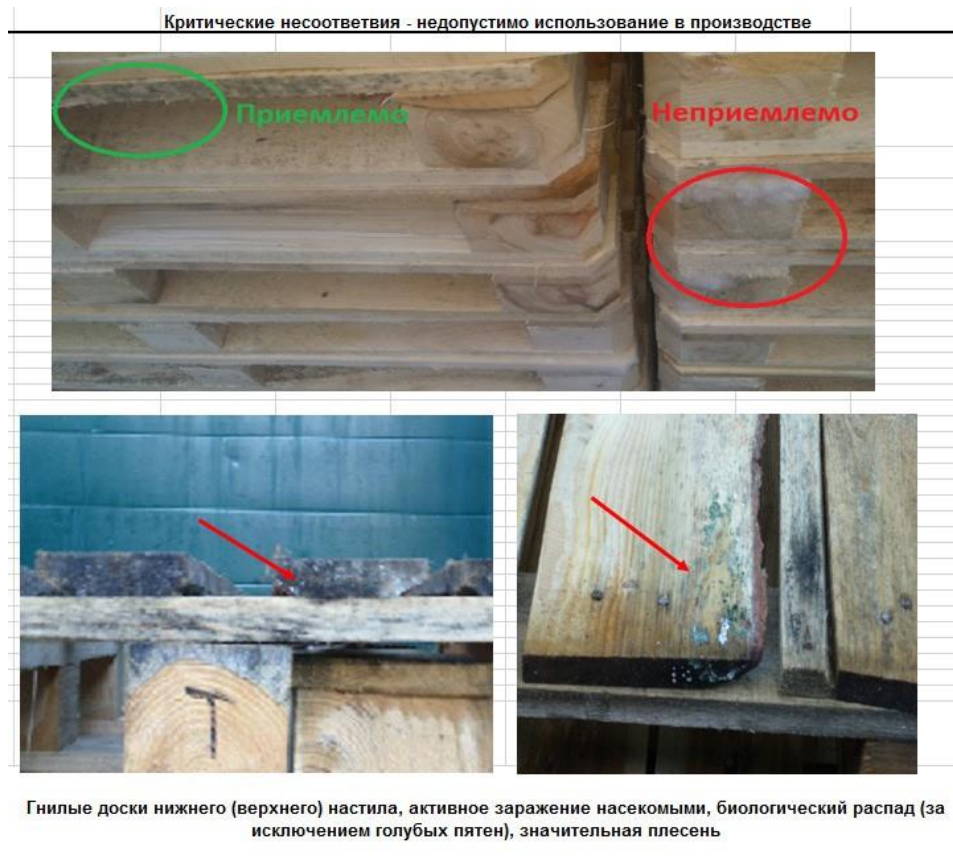 Критические несоотвествия - недопустимо использование в производстве
Приемлемо
Неприемлемо
T
Гнилые доски нижнего (верхнего) настила, активное заражение насекомыми, биологический распад (за
исключением голубых пятен), значительная плесень